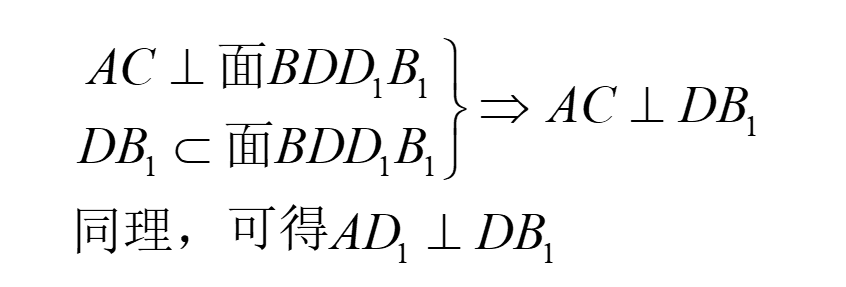 AC ⊥ 面BDD₁B₁
DB₁ ⊂ 面BDD₁B₁ } ⇒ AC ⊥ DB₁
同理，可得AD₁ ⊥ DB₁